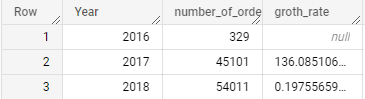 Row Year number_of_orde groth_rate
1 2016 329 null
2 2017 45101 136.085106...
3 2018 54011 0.19755659...